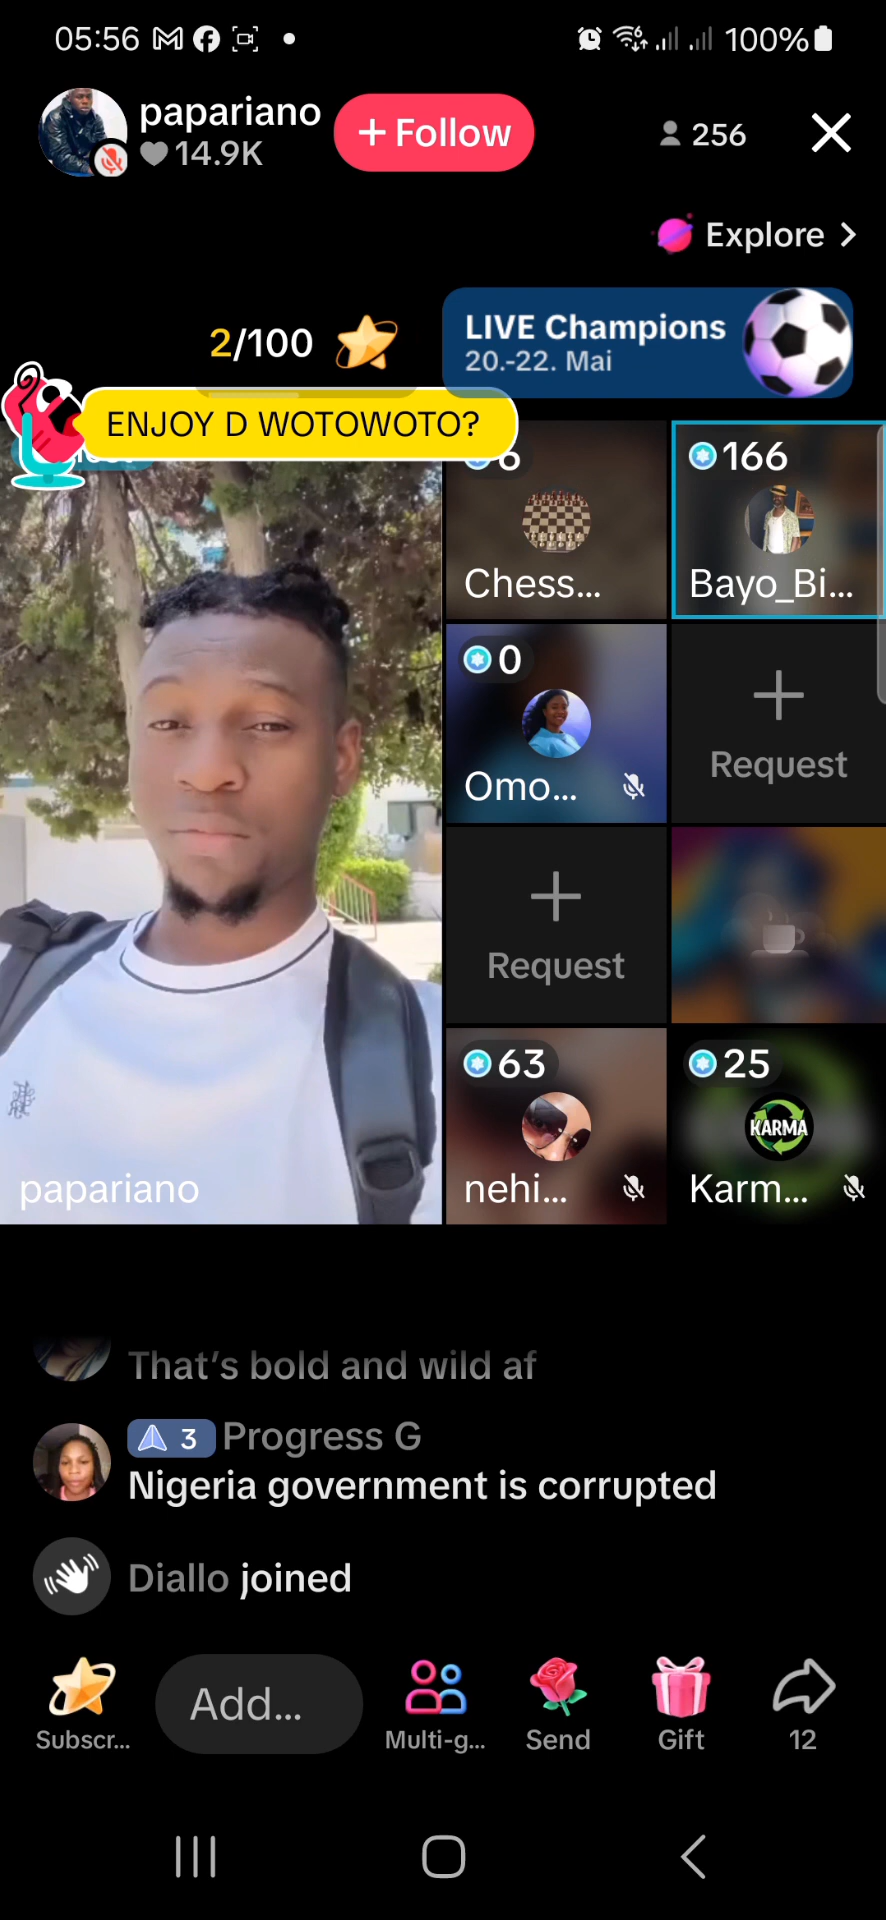 05:56
100%
papariano
14.9K
+ Follow
256
Explore >
2/100
LIVE Champions
20.-22. Mai
ENJOY D WOTOWOTO?
6
Chess...
166
Bayo_Bi...
0
Omo...
Request
Request
63
nehi...
25
KARMA
Karm...
papariano
That's bold and wild af
3 Progress G
Nigeria government is corrupted
Diallo joined
Subscr...
Add...
Multi-g...
Send
Gift
12